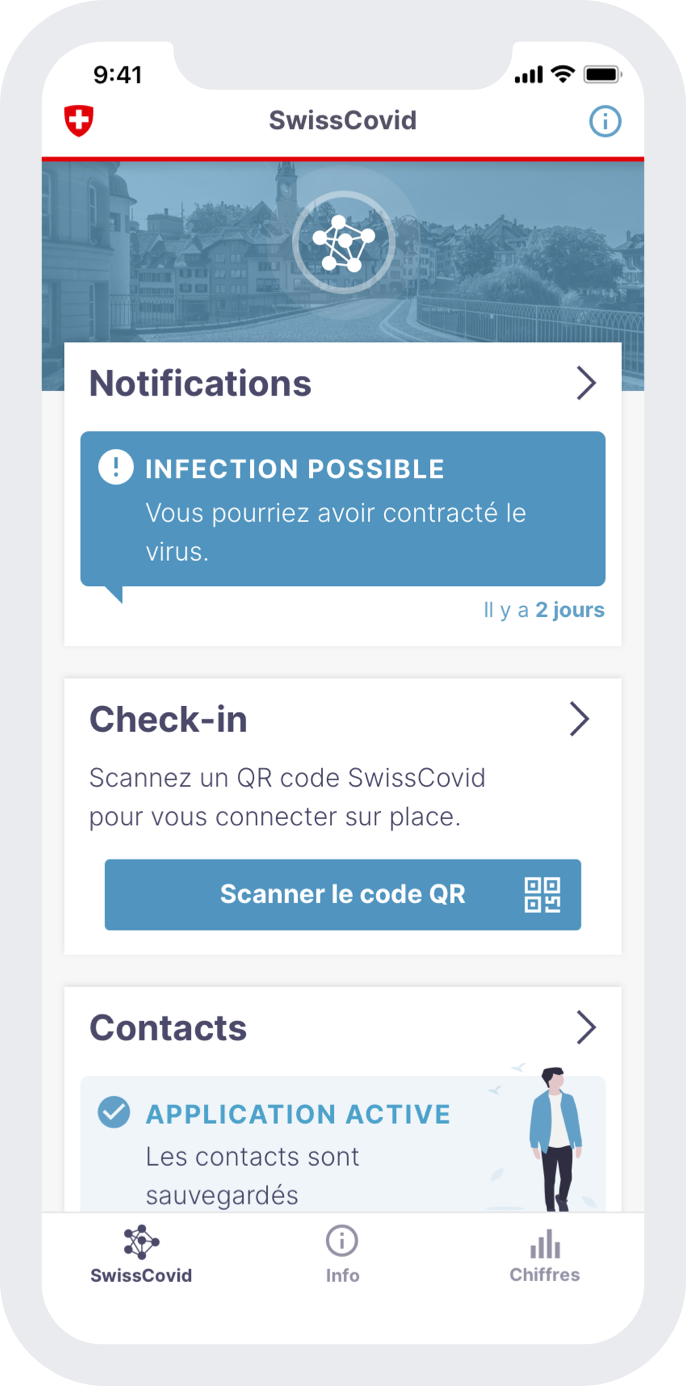 9:41
SwissCovid
Notifications
INFECTION POSSIBLE
Vous pourriez avoir contracté le
virus.
Il y a 2 jours
Check-in
Scannez un QR code SwissCovid
pour vous connecter sur place.
Scanner le code QR
Contacts
APPLICATION ACTIVE
Les contacts sont
sauvegardés
SwissCovid
Info
Chiffres